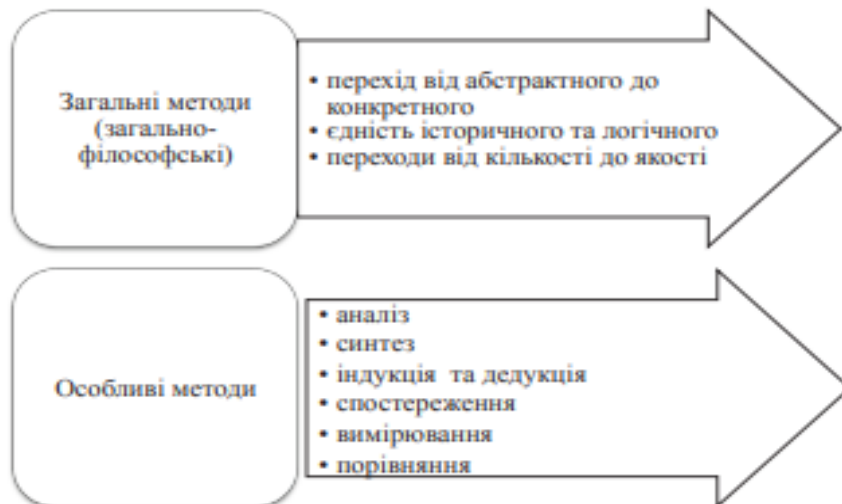 Загальні методи
(загально-
філософські)
• перехід від абстрактного до
конкретного
• єдність історичного та логічного
• переходи від кількості до якості
Особливі методи
• аналіз
• синтез
• індукція та дедукція
• спостереження
• вимірювання
• порівняння